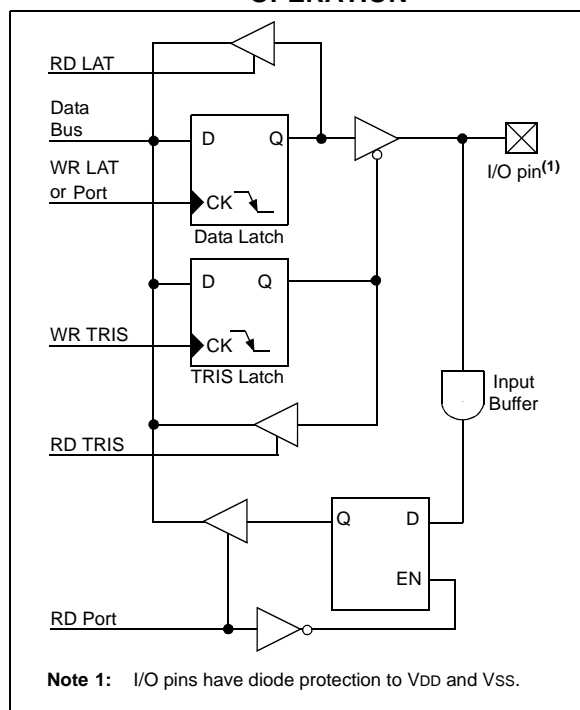 OPERATION
RD LAT
Data
Bus
D Q
WR LAT
or Port
CK
Data Latch
I/O pin(1)
D Q
WR TRIS
CK
TRIS Latch
Input
Buffer
RD TRIS
Q D
EN
RD Port
Note 1: I/O pins have diode protection to VDD and VSS.